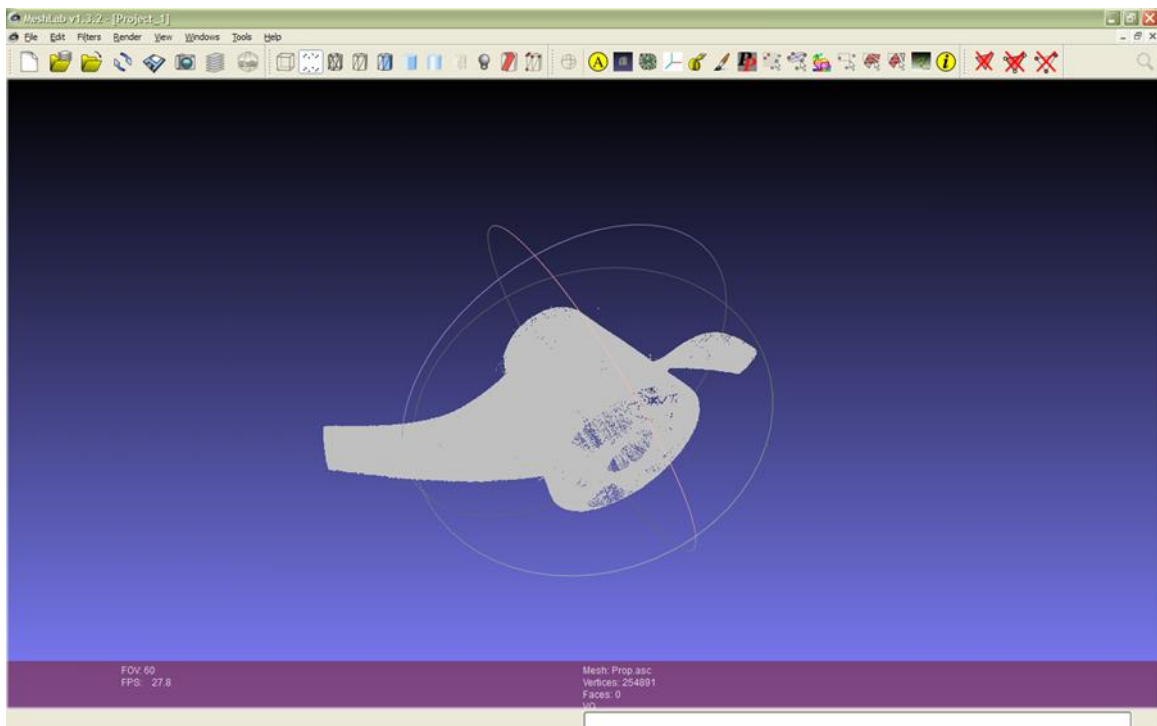 MeshLab v1.3.2 - [Project_1]
File Edit Filters Render View Windows Tools Help
A
i
FOV: 60
FPS: 27.8
Mesh: Prop.asc
Vertices: 254891
Faces: 0
VQ